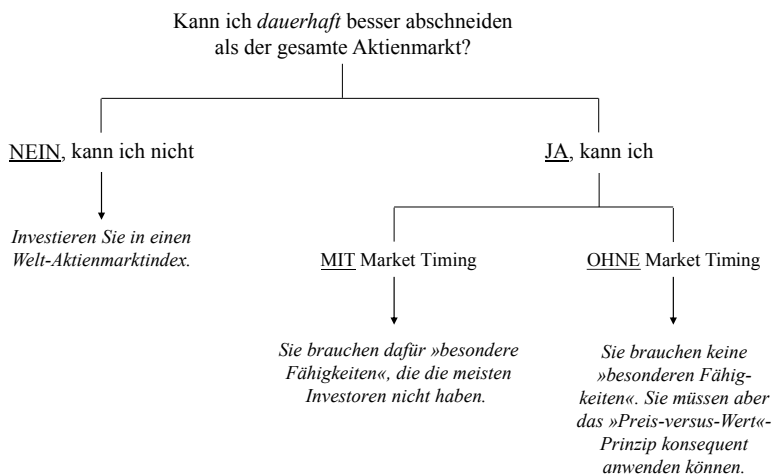 Kann ich dauerhaft besser abschneiden
als der gesamte Aktienmarkt?
NEIN, kann ich nicht
JA, kann ich
Investieren Sie in einen
Welt-Aktienmarktindex.
MIT Market Timing
OHNE Market Timing
Sie brauchen dafür »besondere
Fähigkeiten«, die die meisten
Investoren nicht haben.
Sie brauchen keine
»besonderen Fähig-
keiten«. Sie müssen aber
das »Preis-versus-Wert«-
Prinzip konsequent
anwenden können.